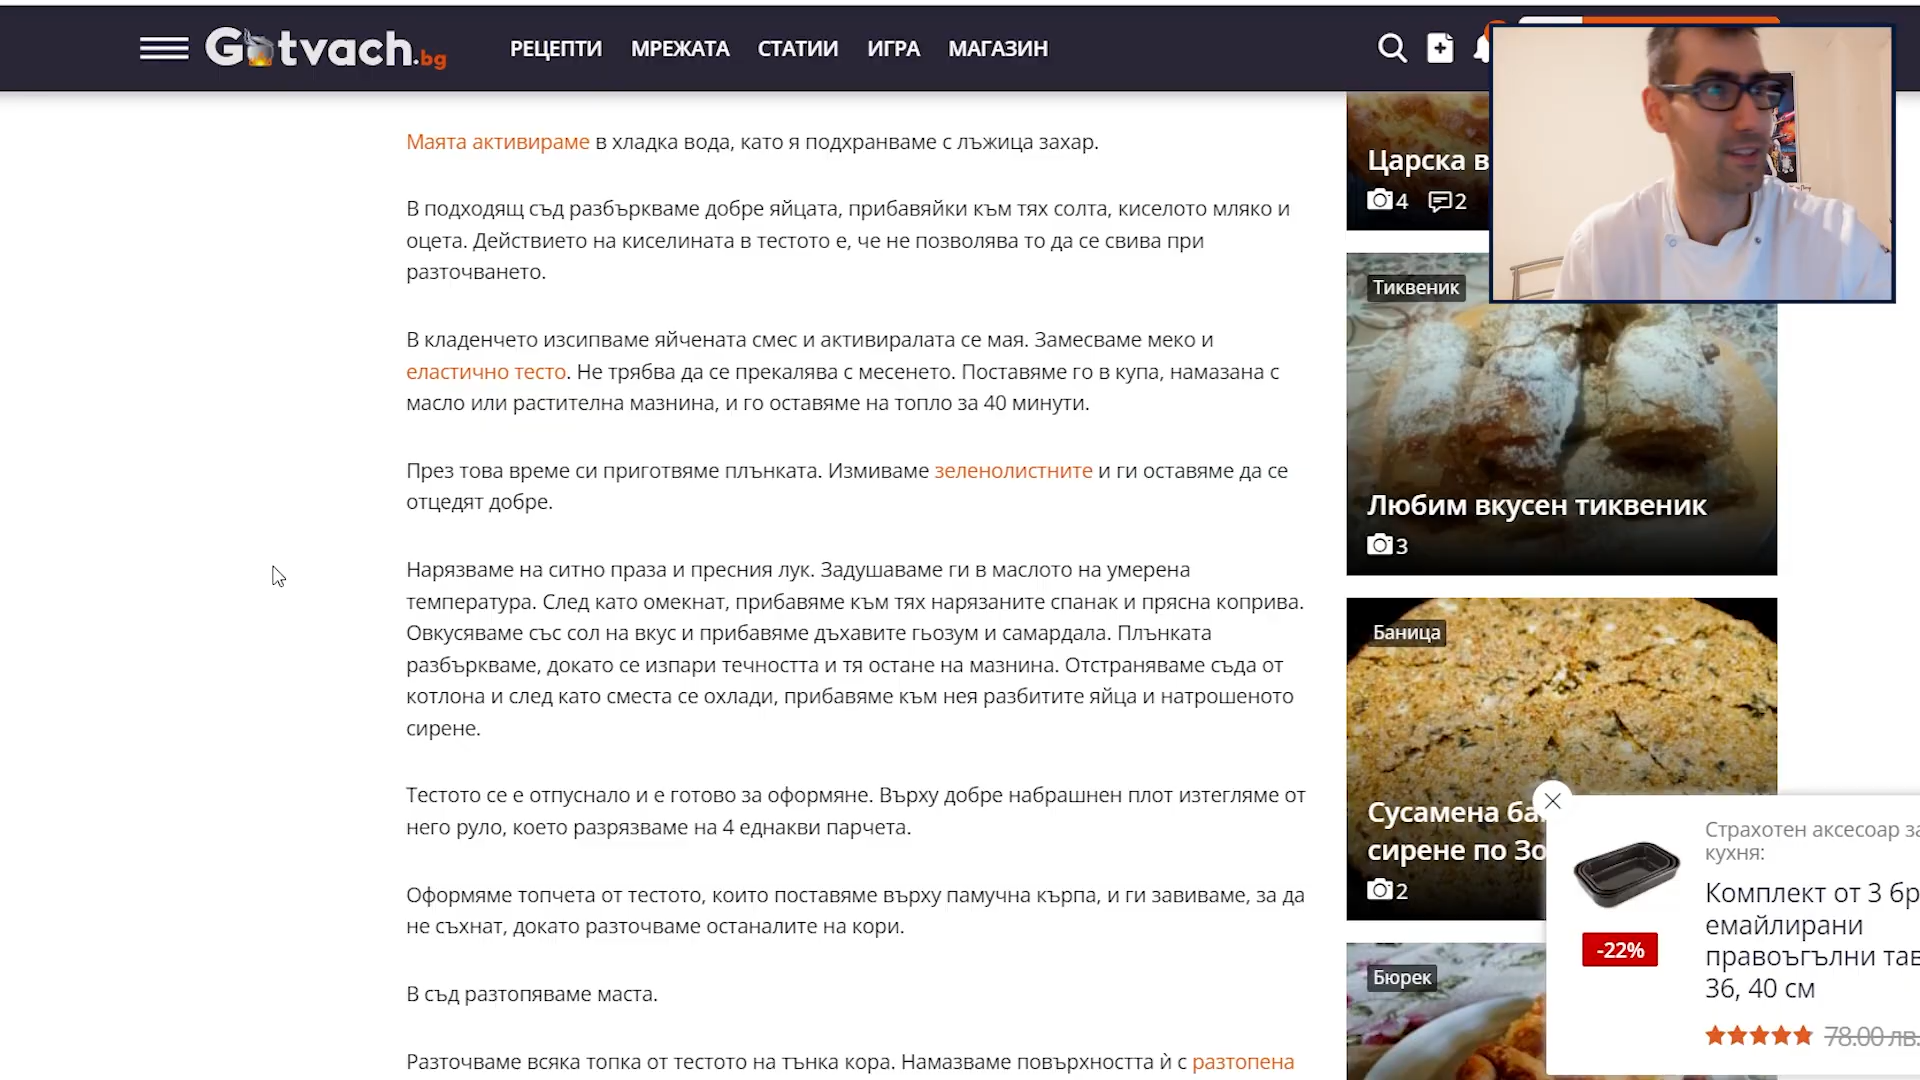 Gotvach.bg
РЕЦЕПТИ МРЕЖАТА СТАТИИ ИГРА МАГАЗИН
Маята активираме в хладка вода, като я подхранваме с лъжица захар.
В подходящ съд разбъркваме добре яйцата, прибавяйки към тях солта, киселото мляко и
оцета. Действието на киселината в тестото е, че не позволява то да се свива при
разточването.
В кладенчето изсипваме яйчената смес и активиралата се мая. Замесваме меко и
еластично тесто. Не трябва да се прекалява с месенето. Поставяме го в купа, намазана с
масло или растителна мазнина, и го оставяме на топло за 40 минути.
През това време си приготвяме плънката. Измиваме зеленолистните и ги оставяме да се
отцедят добре.
Нарязваме на ситно праза и пресния лук. Задушаваме ги в маслото на умерена
температура. След като омекнат, прибавяме към тях нарязаните спанак и прясна коприва.
Овкусяваме със сол на вкус и прибавяме дъхавите гьозум и самардала. Плънката
разбъркваме, докато се изпари течността и тя остане на мазнина. Отстраняваме съда от
котлона и след като сместа се охлади, прибавяме към нея разбитите яйца и натрошеното
сирене.
Тестото се е отпуснало и е готово за оформяне. Върху добре набрашнен плот изтегляме от
него руло, което разрязваме на 4 еднакви парчета.
Оформяме топчета от тестото, които поставяме върху памучна кърпа, и ги завиваме, за да
не съхнат, докато разточваме останалите на кори.
В съд разтопяваме маста.
Разточваме всяка топка от тестото на тънка кора. Намазваме повърхността ѝ с разтопена
Царска в
4 2
Тиквеник
Любим вкусен тиквеник
3
Баница
Сусамена ба
сирене по Зо
2
Бюрек
Страхотен аксесоар за
кухня:
Комплект от 3 бр
емайлирани
правоъгълни тав
36, 40 см
-22%
78.00 лв.